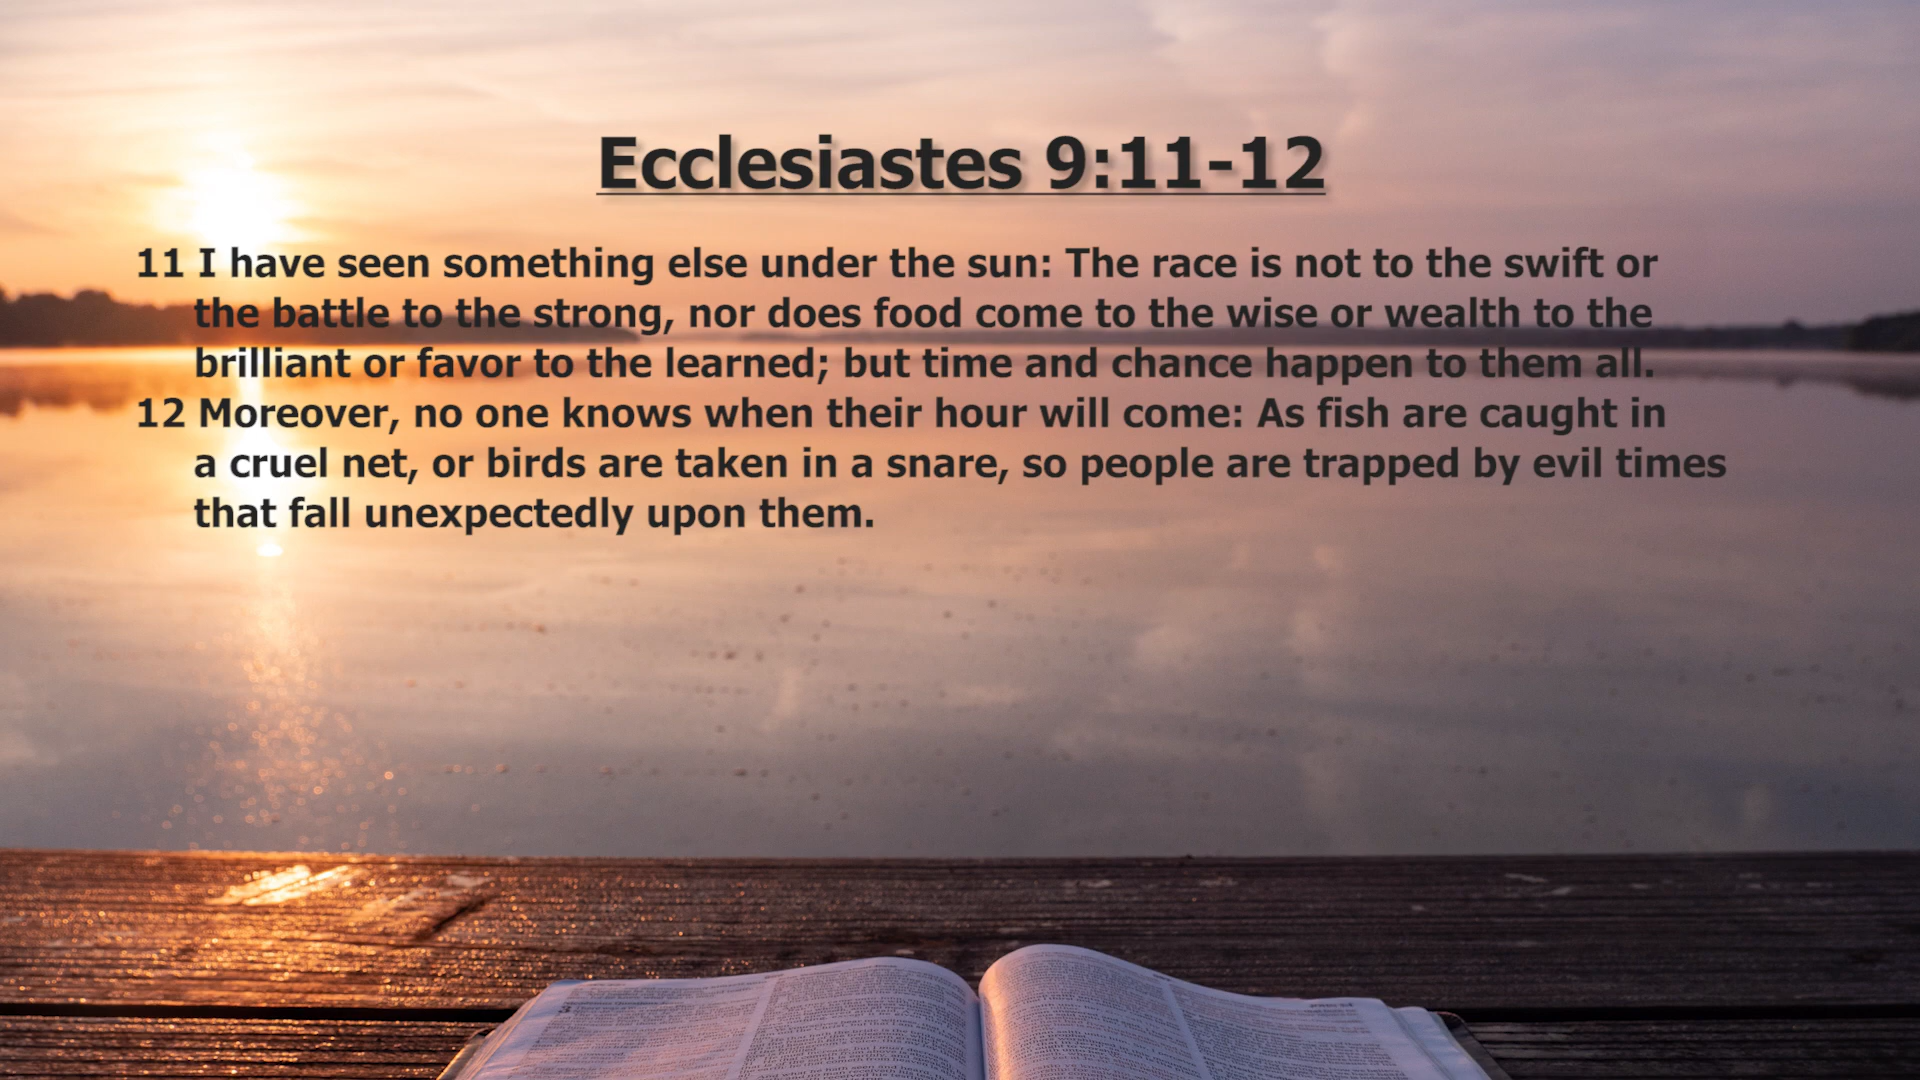 Ecclesiastes 9:11-12
11 I have seen something else under the sun: The race is not to the swift or
the battle to the strong, nor does food come to the wise or wealth to the
brilliant or favor to the learned; but time and chance happen to them all.
12 Moreover, no one knows when their hour will come: As fish are caught in
a cruel net, or birds are taken in a snare, so people are trapped by evil times
that fall unexpectedly upon them.